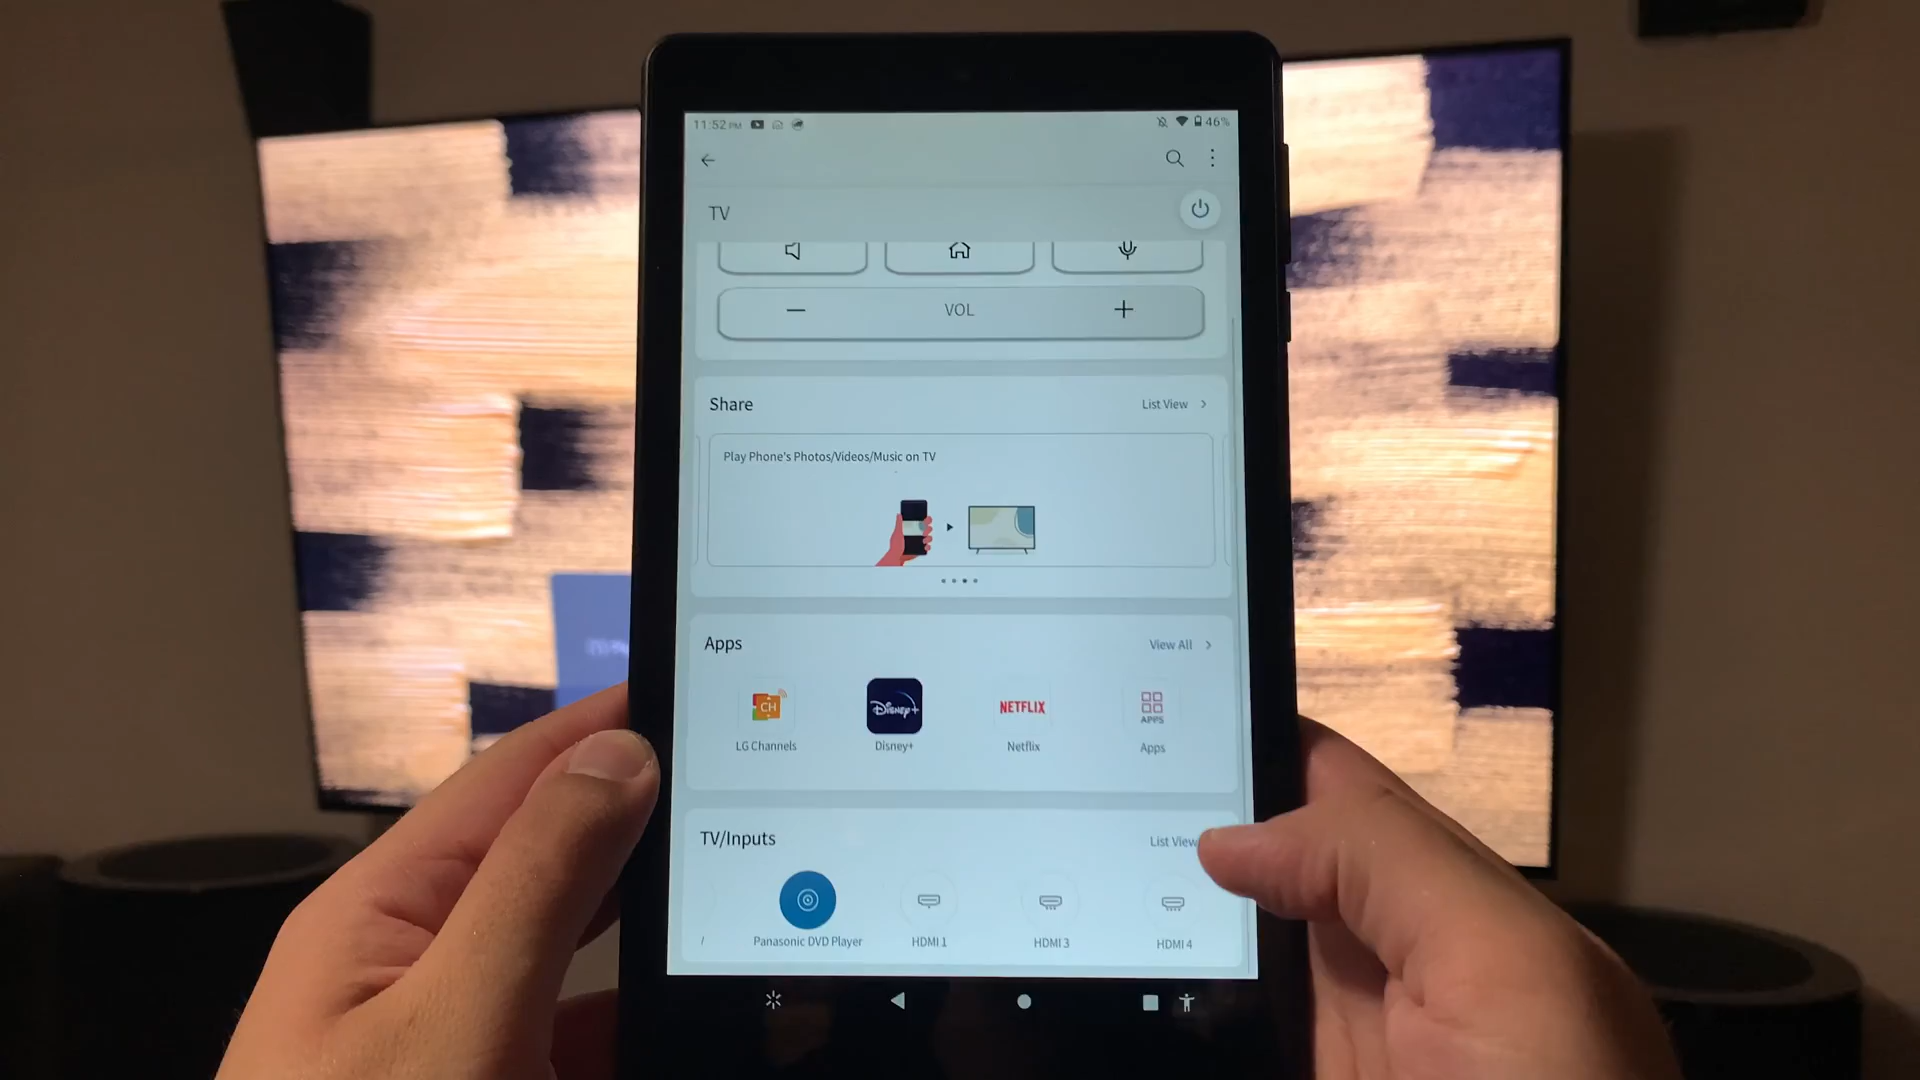 11:52 PM
46%
TV
VOL
Share
List View
Play Phone's Photos/Videos/Music on TV
Apps
View All
CH
Disney+
NETFLIX
APPS
LG Channels
Disney+
Netflix
Apps
TV/Inputs
List View
Panasonic DVD Player
HDMI 1
HDMI 3
HDMI 4